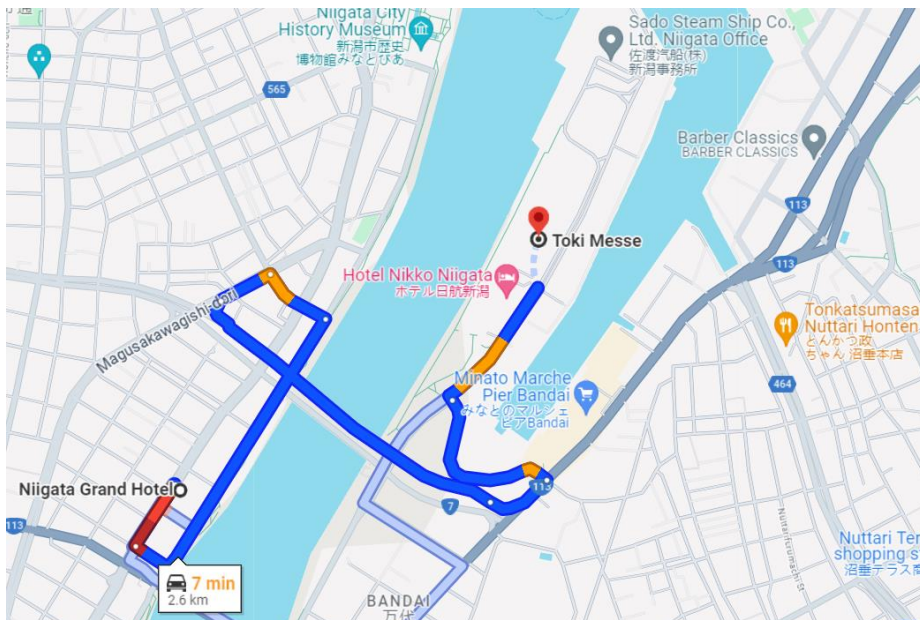 Niigata City
History Museum
新潟市歴史
博物館みなとぴあ
Sado Steam Ship Co.,
Ltd. Niigata Office
佐渡汽船(株)
新潟事務所
565
Barber Classics
BARBER CLASSICS
113
113
Toki Messe
Hotel Nikko Niigata
ホテル日航新潟
Magusakawagishi-dori
Tonkatsumasa
Nuttari Honten
とんかつ政
ちゃん 沼垂本店
Minato Marche
Pier Bandai
みなとのマルシェ
ピアBandai
464
Niigata Grand Hotel
113
7
113
Nuttarifurumachi St
Nuttari Ter
shopping s
沼垂テラス商
7 min
2.6 km
BANDAI
万代